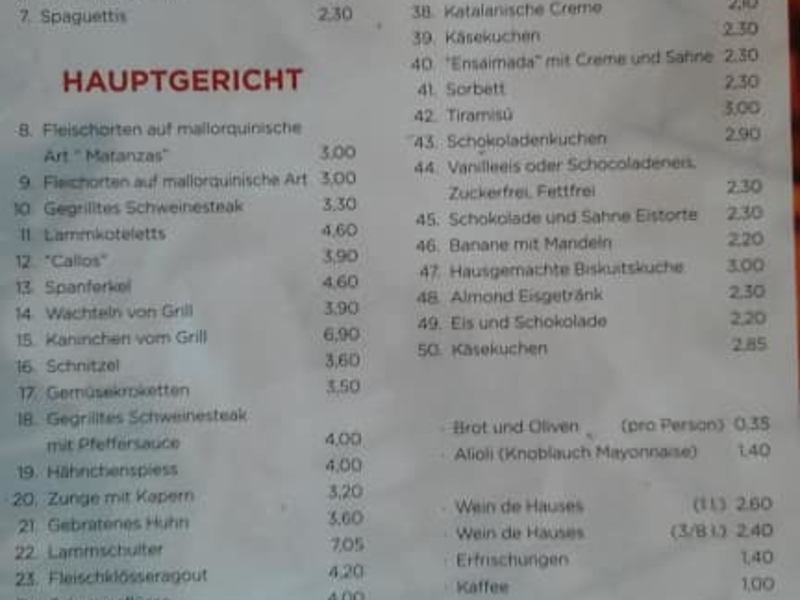 7. Spaguettis 2.30
HAUPTGERICHT
8. Fleischorten auf mallorquinische
Art " Matanzas" 3,00
9. Fleichorten auf mallorquinische Art 3,00
10. Gegrilltes Schweinesteak 3,30
11. Lammkoteletts 4,60
12. "Callos" 3,90
13. Spanferkel 4,60
14. Wachteln von Grill 3,90
15. Kaninchen vom Grill 6,90
16. Schnitzel 3,60
17. Gemüsekroketten 3,50
18. Gegrilltes Schweinesteak
mit Pfeffersauce 4,00
19. Hähnchenspiess 4,00
20. Zunge mit Kapern 3,20
21. Gebratenes Huhn 3,60
22. Lammschulter 7,05
23. Fleischklösseragout 4,20
4,00
38. Katalanische Creme 2,10
39. Käsekuchen 2.30
40. "Ensaimada" mit Creme und Sahne 2.30
41. Sorbett 2,30
42. Tiramisú 3,00
43. Schokoladenkuchen 2.90
44. Vanilleeis oder Schocoladeneis,
Zuckerfrei, Fettfrei 2.30
45. Schokolade und Sahne Eistorte 2.30
46. Banane mit Mandeln 2,20
47. Hausgemachte Biskuitskuche 3,00
48. Almond Eisgetränk 2,30
49. Eis und Schokolade 2,20
50. Käsekuchen 2,85
· Brot und Oliven (pro Person) 0,35
· Alioli (Knoblauch Mayonnaise) 1,40
· Wein de Hauses (1 l.) 2,60
· Wein de Hauses (3/8 l.) 2,40
· Erfrischungen 1,40
· Kaffee 1,00